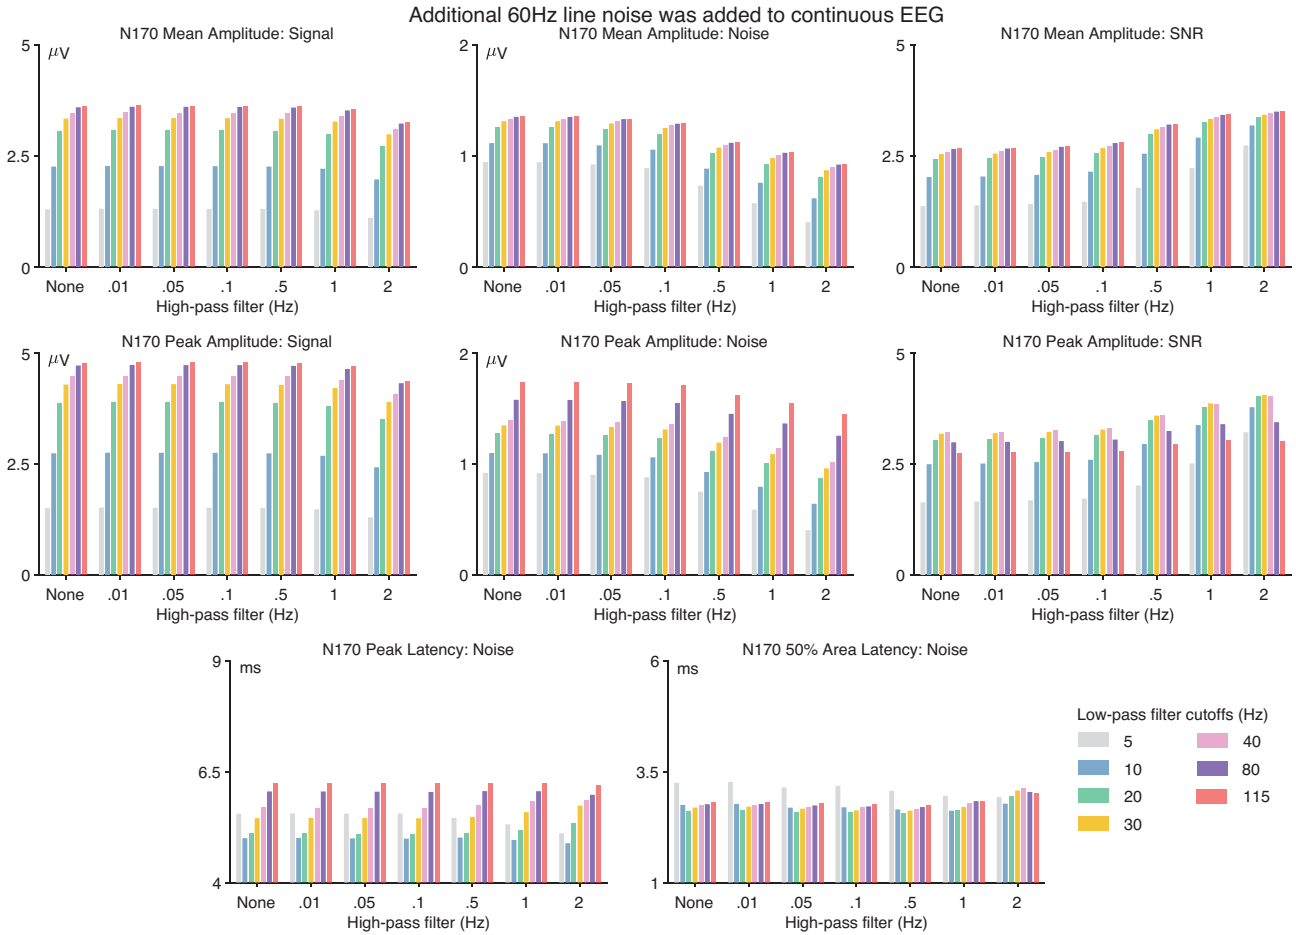 Additional 60Hz line noise was added to continuous EEG
N170 Mean Amplitude: Signal
5
μV
2.5
0
None .01 .05 .1 .5 1 2
High-pass filter (Hz)
N170 Mean Amplitude: Noise
2
μV
1
0
None .01 .05 .1 .5 1 2
High-pass filter (Hz)
N170 Mean Amplitude: SNR
5
2.5
0
None .01 .05 .1 .5 1 2
High-pass filter (Hz)
N170 Peak Amplitude: Signal
5
μV
2.5
0
None .01 .05 .1 .5 1 2
High-pass filter (Hz)
N170 Peak Amplitude: Noise
2
μV
1
0
None .01 .05 .1 .5 1 2
High-pass filter (Hz)
N170 Peak Amplitude: SNR
5
2.5
0
None .01 .05 .1 .5 1 2
High-pass filter (Hz)
N170 Peak Latency: Noise
9
ms
6.5
4
None .01 .05 .1 .5 1 2
High-pass filter (Hz)
N170 50% Area Latency: Noise
6
ms
3.5
1
None .01 .05 .1 .5 1 2
High-pass filter (Hz)
Low-pass filter cutoffs (Hz)
5 40
10 80
20 115
30